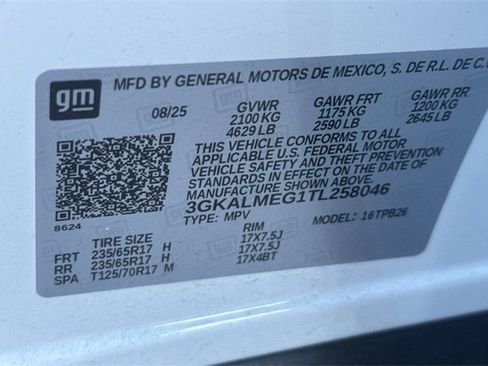 gm
MFD BY GENERAL MOTORS DE MEXICO, S. DE R.L. DE C.
08/25 GVWR GAWR FRT GAWR RR
2100 KG 1175 KG 1200 KG
4629 LB 2590 LB 2645 LB
THIS VEHICLE CONFORMS TO ALL
APPLICABLE U.S. FEDERAL MOTOR
VEHICLE SAFETY STANDARDS
IN EFFECT ON THE DATE OF
MANUFACTURE SHOWN ABOVE.
3GKALMEG1TL258046
8624 TYPE: MPV MODEL: 16TPB26
TIRE SIZE RIM
FRT 235/65R17 H 17X7.5J
RR 235/65R17 H 17X7.5J
SPA T125/70R17 M 17X4BT